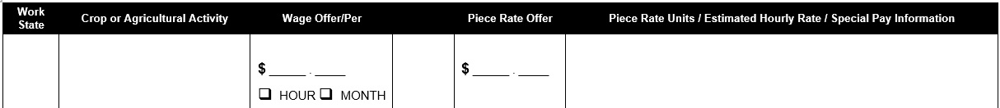 Work State
Crop or Agricultural Activity
Wage Offer/Per
Piece Rate Offer
Piece Rate Units / Estimated Hourly Rate / Special Pay Information
$ _____ . ____
❑ HOUR ❑ MONTH
$ _____ . ____